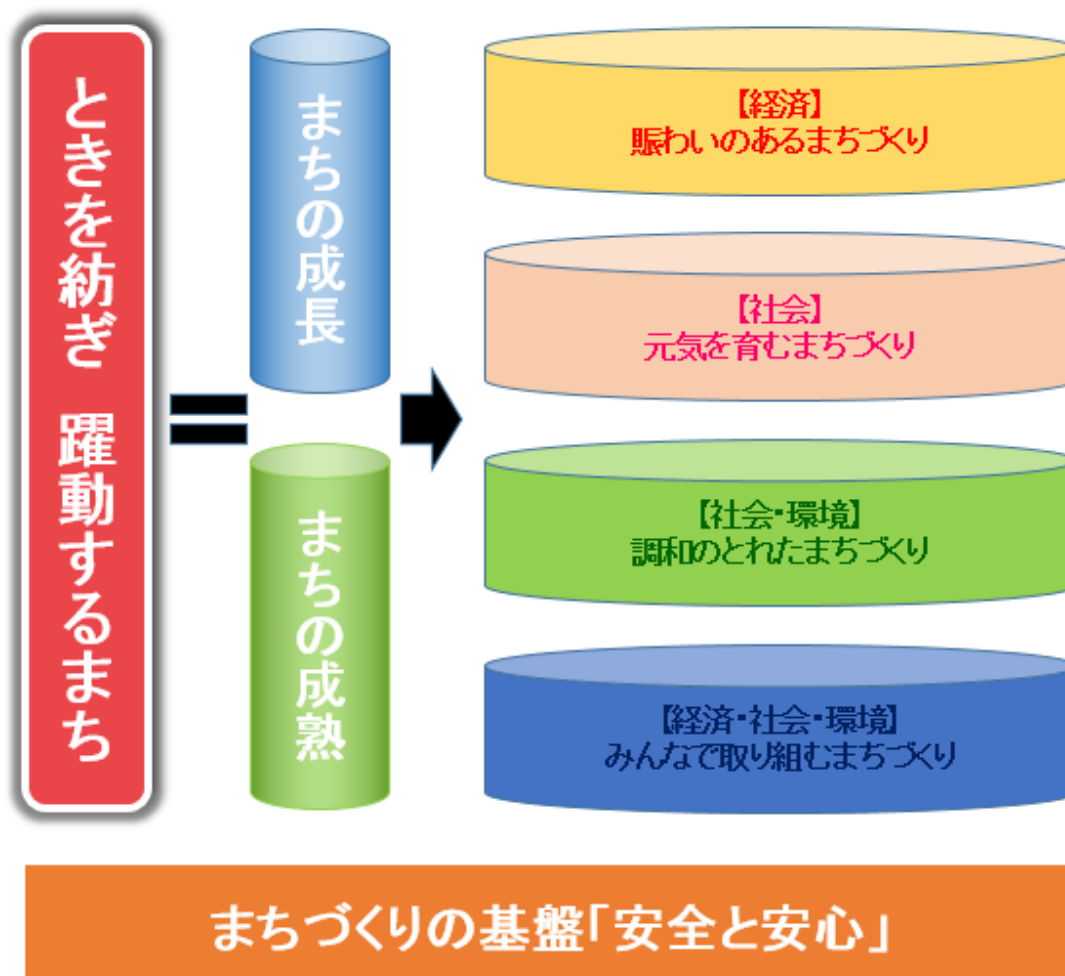 ときを紡ぎ　躍動するまち
まちの成長
まちの成熟
【経済】
賑わいのあるまちづくり
【社会】
元気を育むまちづくり
【社会・環境】
調和のとれたまちづくり
【経済・社会・環境】
みんなで取り組むまちづくり
まちづくりの基盤「安全と安心」